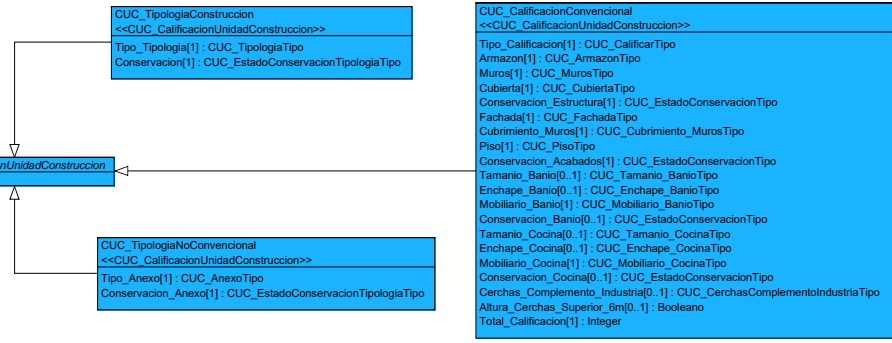 CUC_TipologiaConstruccion
<<CUC_CalificacionUnidadConstruccion>>
Tipo_Tipologia[1] : CUC_TipologiaTipo
Conservacion[1] : CUC_EstadoConservacionTipologiaTipo
nUnidadConstruccion
CUC_TipologiaNoConvencional
<<CUC_CalificacionUnidadConstruccion>>
Tipo_Anexo[1] : CUC_AnexoTipo
Conservacion_Anexo[1] : CUC_EstadoConservacionTipologiaTipo
CUC_CalificacionConvencional
<<CUC_CalificacionUnidadConstruccion>>
Tipo_Calificacion[1] : CUC_CalificarTipo
Armazon[1] : CUC_ArmazonTipo
Muros[1] : CUC_MurosTipo
Cubierta[1] : CUC_CubiertaTipo
Conservacion_Estructura[1] : CUC_EstadoConservacionTipo
Fachada[1] : CUC_FachadaTipo
Cubrimiento_Muros[1] : CUC_Cubrimiento_MurosTipo
Piso[1] : CUC_PisoTipo
Conservacion_Acabados[1] : CUC_EstadoConservacionTipo
Tamanio_Banio[0..1] : CUC_Tamanio_BanioTipo
Enchape_Banio[0..1] : CUC_Enchape_BanioTipo
Mobiliario_Banio[1] : CUC_Mobiliario_BanioTipo
Conservacion_Banio[0..1] : CUC_EstadoConservacionTipo
Tamanio_Cocina[0..1] : CUC_Tamanio_CocinaTipo
Enchape_Cocina[0..1] : CUC_Enchape_CocinaTipo
Mobiliario_Cocina[1] : CUC_Mobiliario_CocinaTipo
Conservacion_Cocina[0..1] : CUC_EstadoConservacionTipo
Cerchas_Complemento_Industria[0..1] : CUC_CerchasComplementoIndustriaTipo
Altura_Cerchas_Superior_6m[0..1] : Booleano
Total_Calificacion[1] : Integer